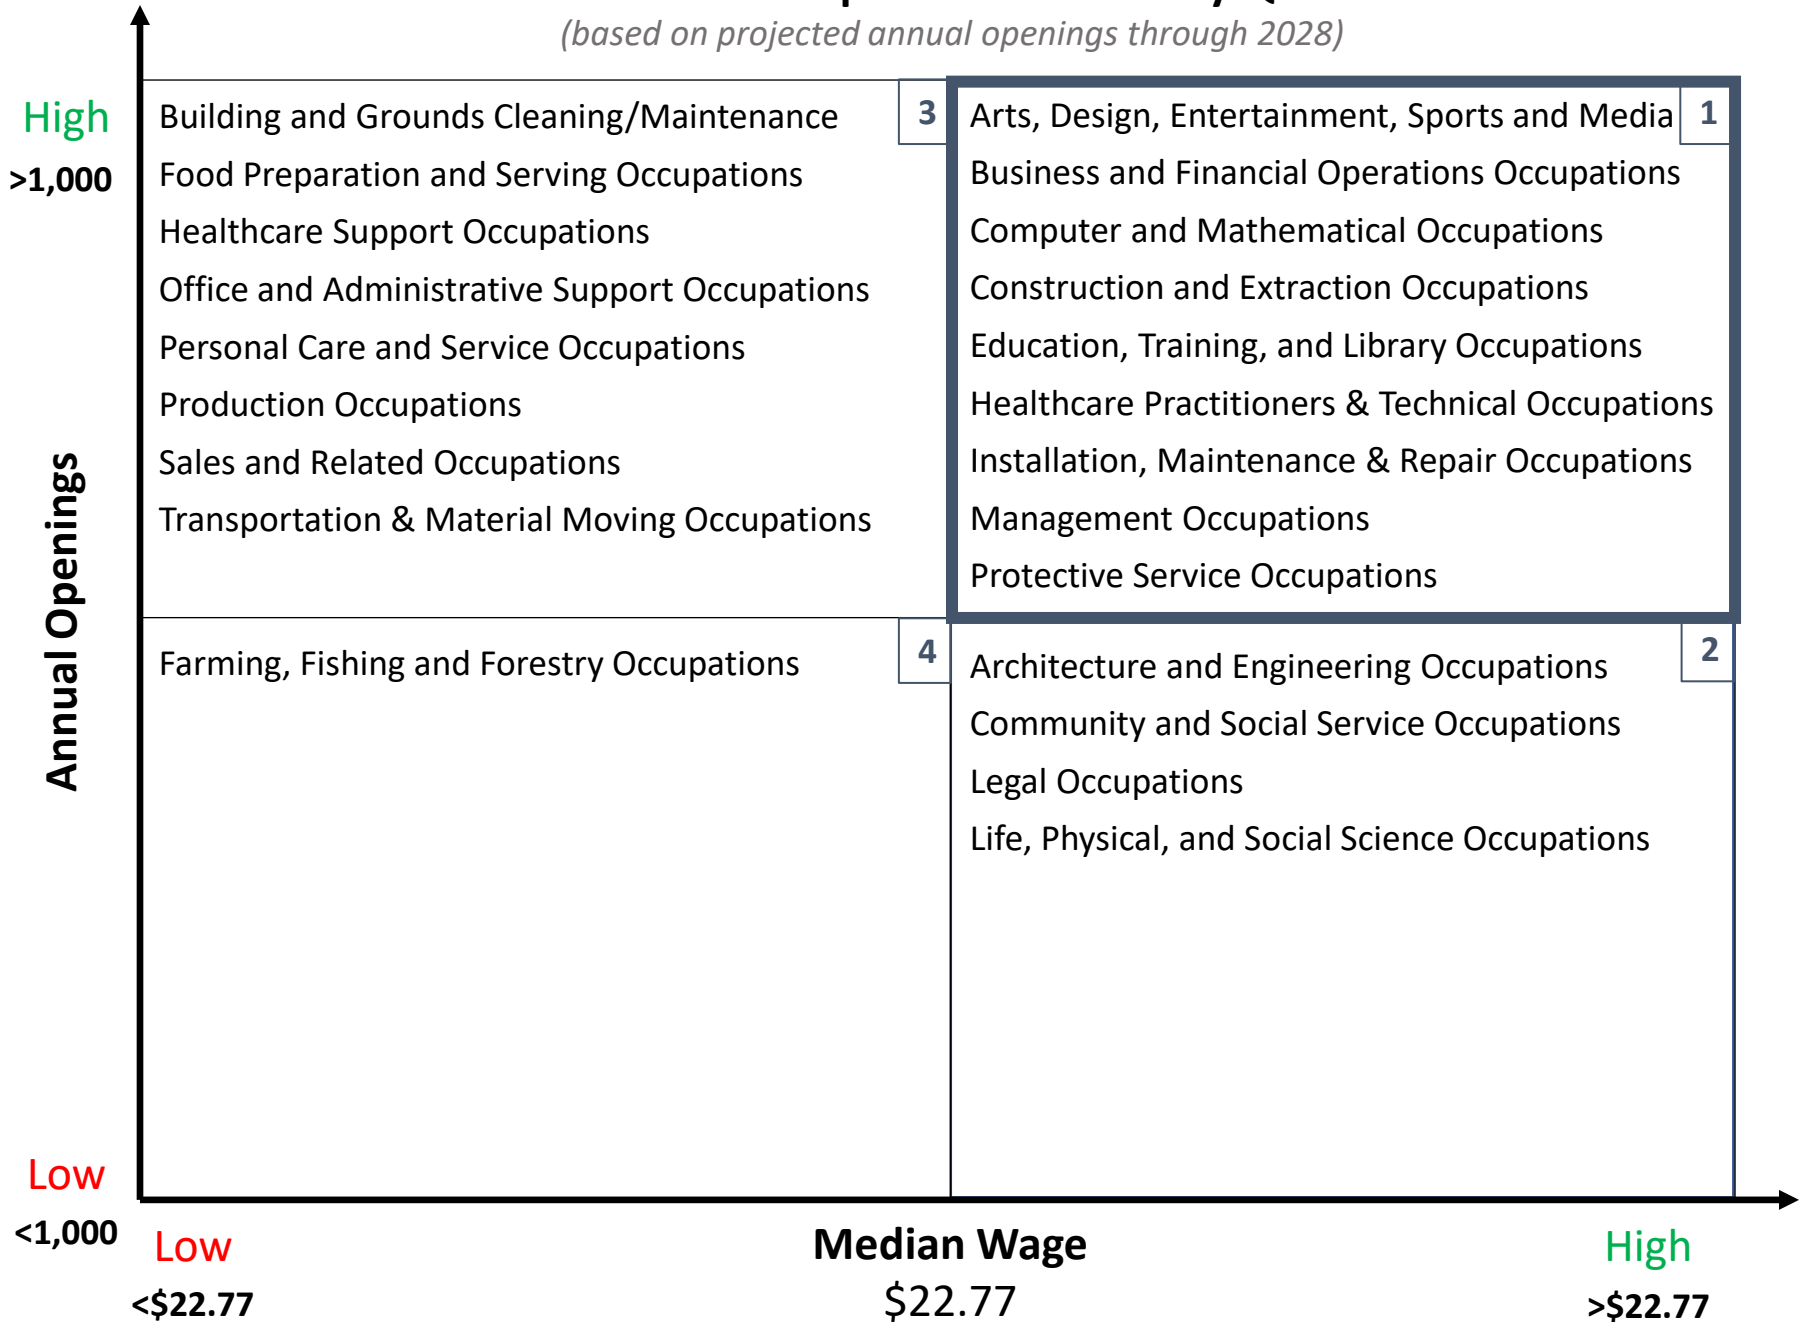 (based on projected annual openings through 2028)
High
>1,000
Building and Grounds Cleaning/Maintenance
Food Preparation and Serving Occupations
Healthcare Support Occupations
Office and Administrative Support Occupations
Personal Care and Service Occupations
Production Occupations
Sales and Related Occupations
Transportation & Material Moving Occupations
3
Arts, Design, Entertainment, Sports and Media
Business and Financial Operations Occupations
Computer and Mathematical Occupations
Construction and Extraction Occupations
Education, Training, and Library Occupations
Healthcare Practitioners & Technical Occupations
Installation, Maintenance & Repair Occupations
Management Occupations
Protective Service Occupations
1
Annual Openings
Farming, Fishing and Forestry Occupations
4
Architecture and Engineering Occupations
Community and Social Service Occupations
Legal Occupations
Life, Physical, and Social Science Occupations
2
Low
<1,000
Low
<$22.77
Median Wage
$22.77
High
>$22.77